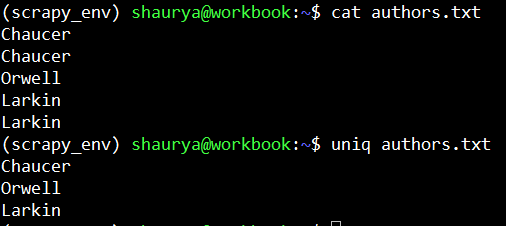 (scrapy_env) shaurya@workbook:~$ cat authors.txt
Chaucer
Chaucer
Orwell
Larkin
Larkin
(scrapy_env) shaurya@workbook:~$ uniq authors.txt
Chaucer
Orwell
Larkin